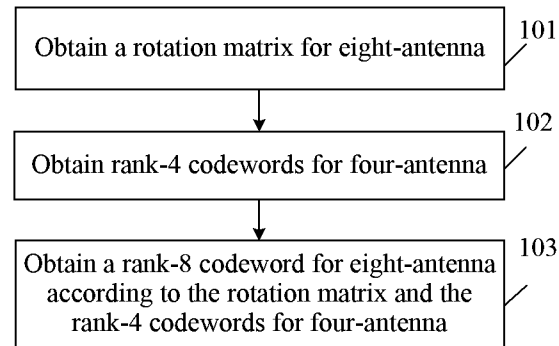 Obtain a rotation matrix for eight-antenna
101
Obtain rank-4 codewords for four-antenna
102
Obtain a rank-8 codeword for eight-antenna
according to the rotation matrix and the
rank-4 codewords for four-antenna
103